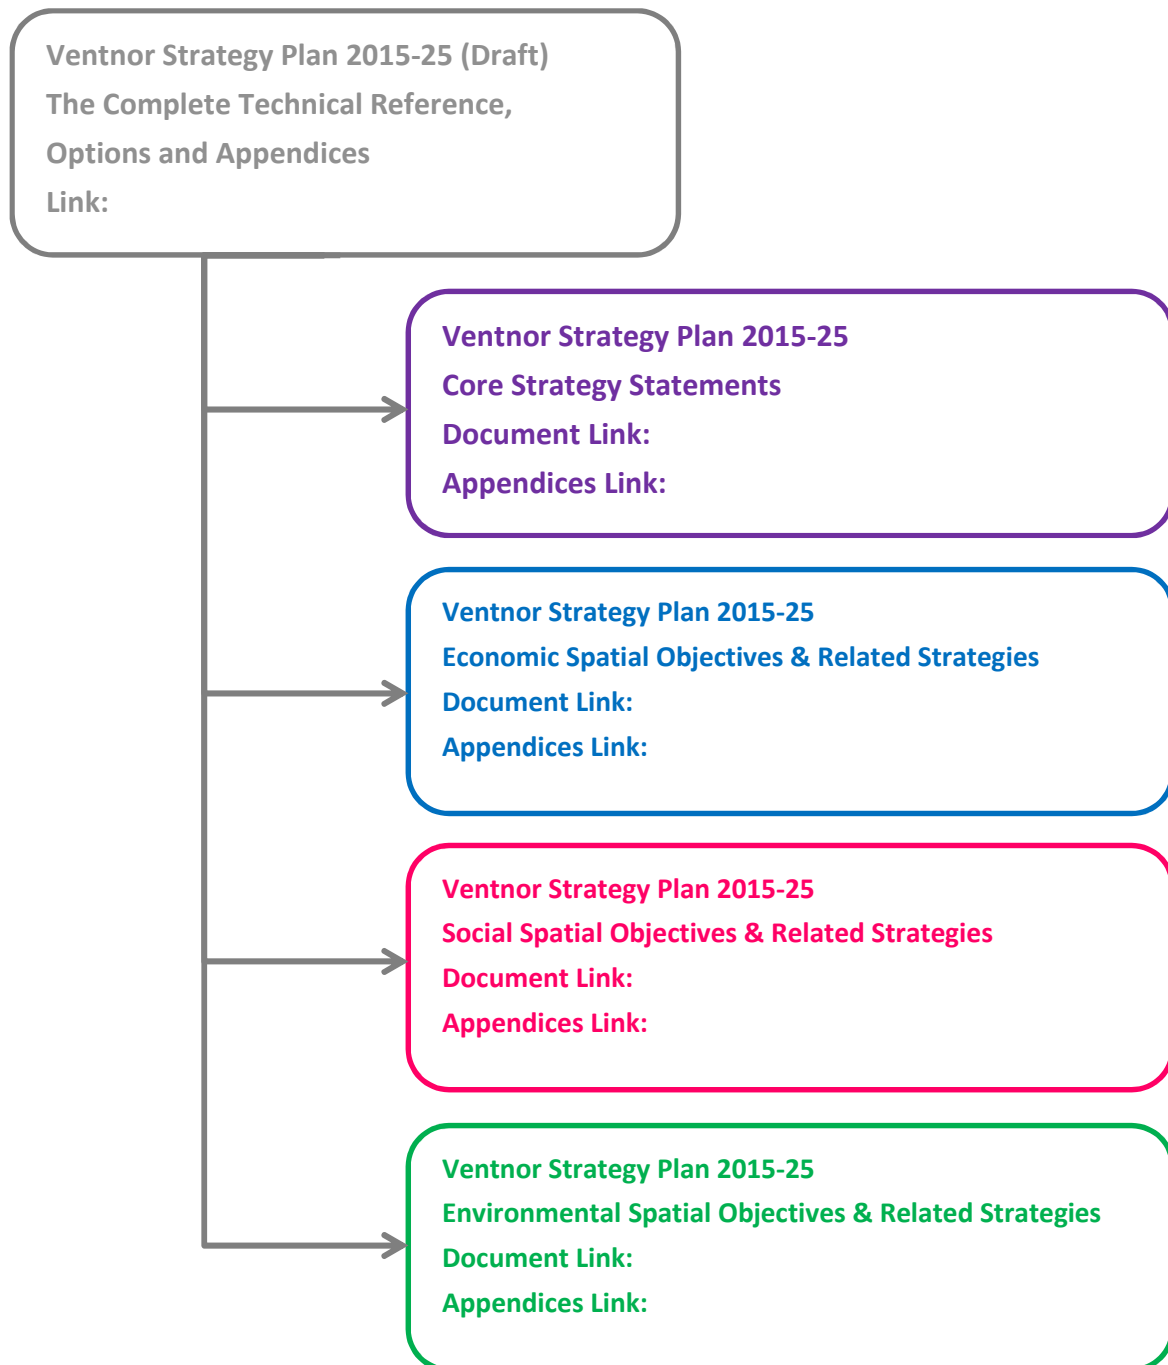 Ventnor Strategy Plan 2015-25 (Draft)
The Complete Technical Reference,
Options and Appendices
Link:
Ventnor Strategy Plan 2015-25
Core Strategy Statements
Document Link:
Appendices Link:
Ventnor Strategy Plan 2015-25
Economic Spatial Objectives & Related Strategies
Document Link:
Appendices Link:
Ventnor Strategy Plan 2015-25
Social Spatial Objectives & Related Strategies
Document Link:
Appendices Link:
Ventnor Strategy Plan 2015-25
Environmental Spatial Objectives & Related Strategies
Document Link:
Appendices Link: